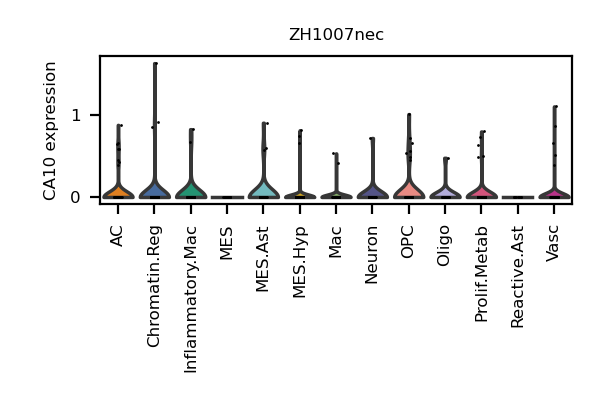 ZH1007nec
CA10 expression
1
0
AC
Chromatin.Reg
Inflammatory.Mac
MES
MES.Ast
MES.Hyp
Mac
Neuron
OPC
Oligo
Prolif.Metab
Reactive.Ast
Vasc